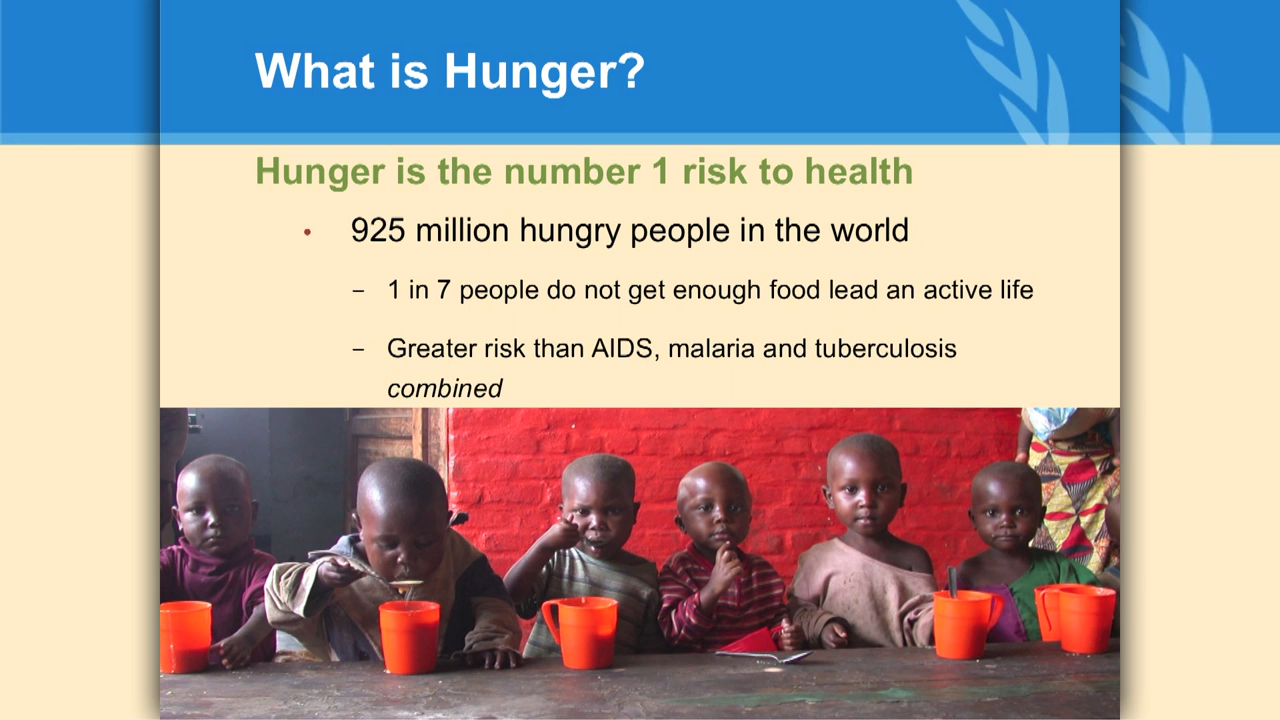 What is Hunger?
Hunger is the number 1 risk to health
• 925 million hungry people in the world
– 1 in 7 people do not get enough food lead an active life
– Greater risk than AIDS, malaria and tuberculosis
combined